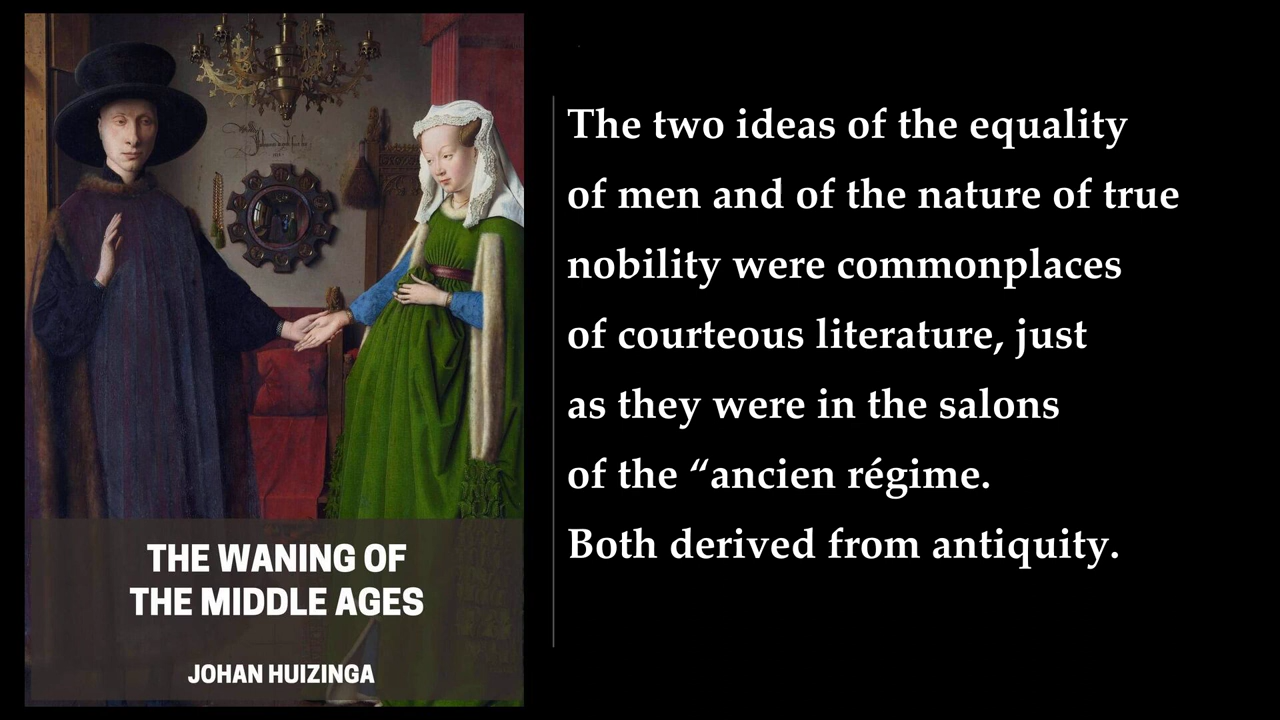 THE WANING OF
THE MIDDLE AGES
JOHAN HUIZINGA
The two ideas of the equality
of men and of the nature of true
nobility were commonplaces
of courteous literature, just
as they were in the salons
of the “ancien régime.
Both derived from antiquity.